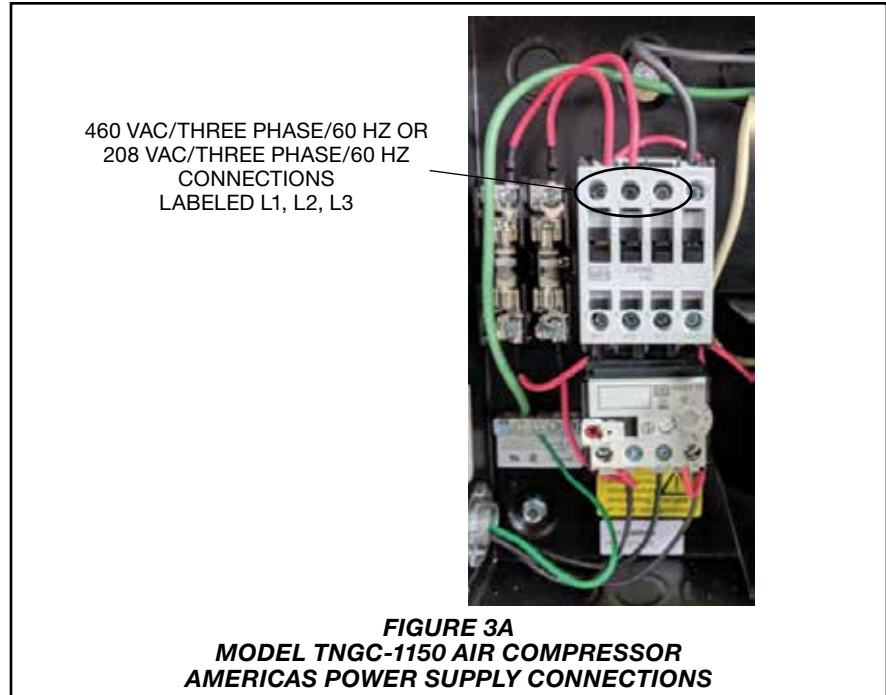 460 VAC/THREE PHASE/60 HZ OR
208 VAC/THREE PHASE/60 HZ
CONNECTIONS
LABELED L1, L2, L3
FIGURE 3A
MODEL TNGC-1150 AIR COMPRESSOR
AMERICAS POWER SUPPLY CONNECTIONS